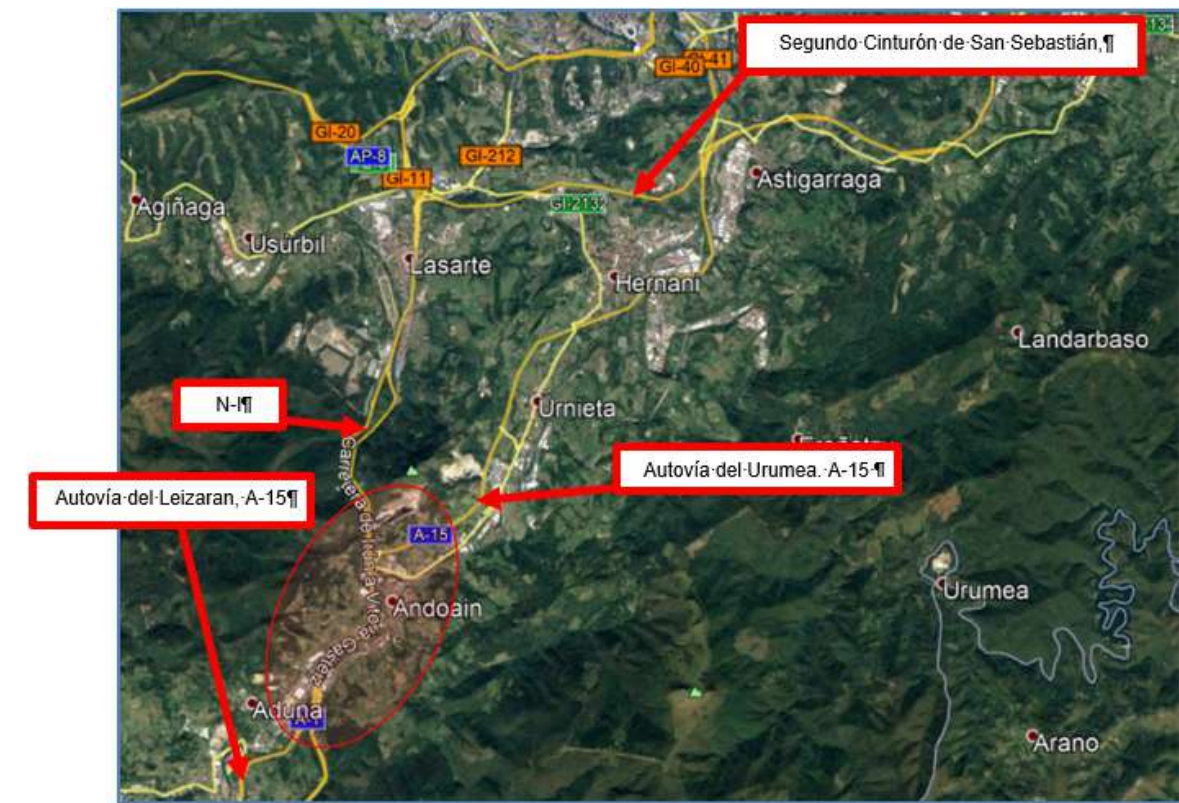 Segundo·Cinturón·de·San·Sebastián,¶
GI-41
GI-40
GI-20
AP-8
GI-212
GI-11
Astigarraga
Agiñaga
GI-2132
Usúrbil
Lasarte
Hernani
Landarbaso
N-I¶
Urnieta
Carretera de Irún a Vitoria Gasteiz
Autovía·del·Urumea.·A-15·¶
Autovía·del·Leizaran,·A-15¶
A-15
Urumea
Andoain
Aduna
Arano